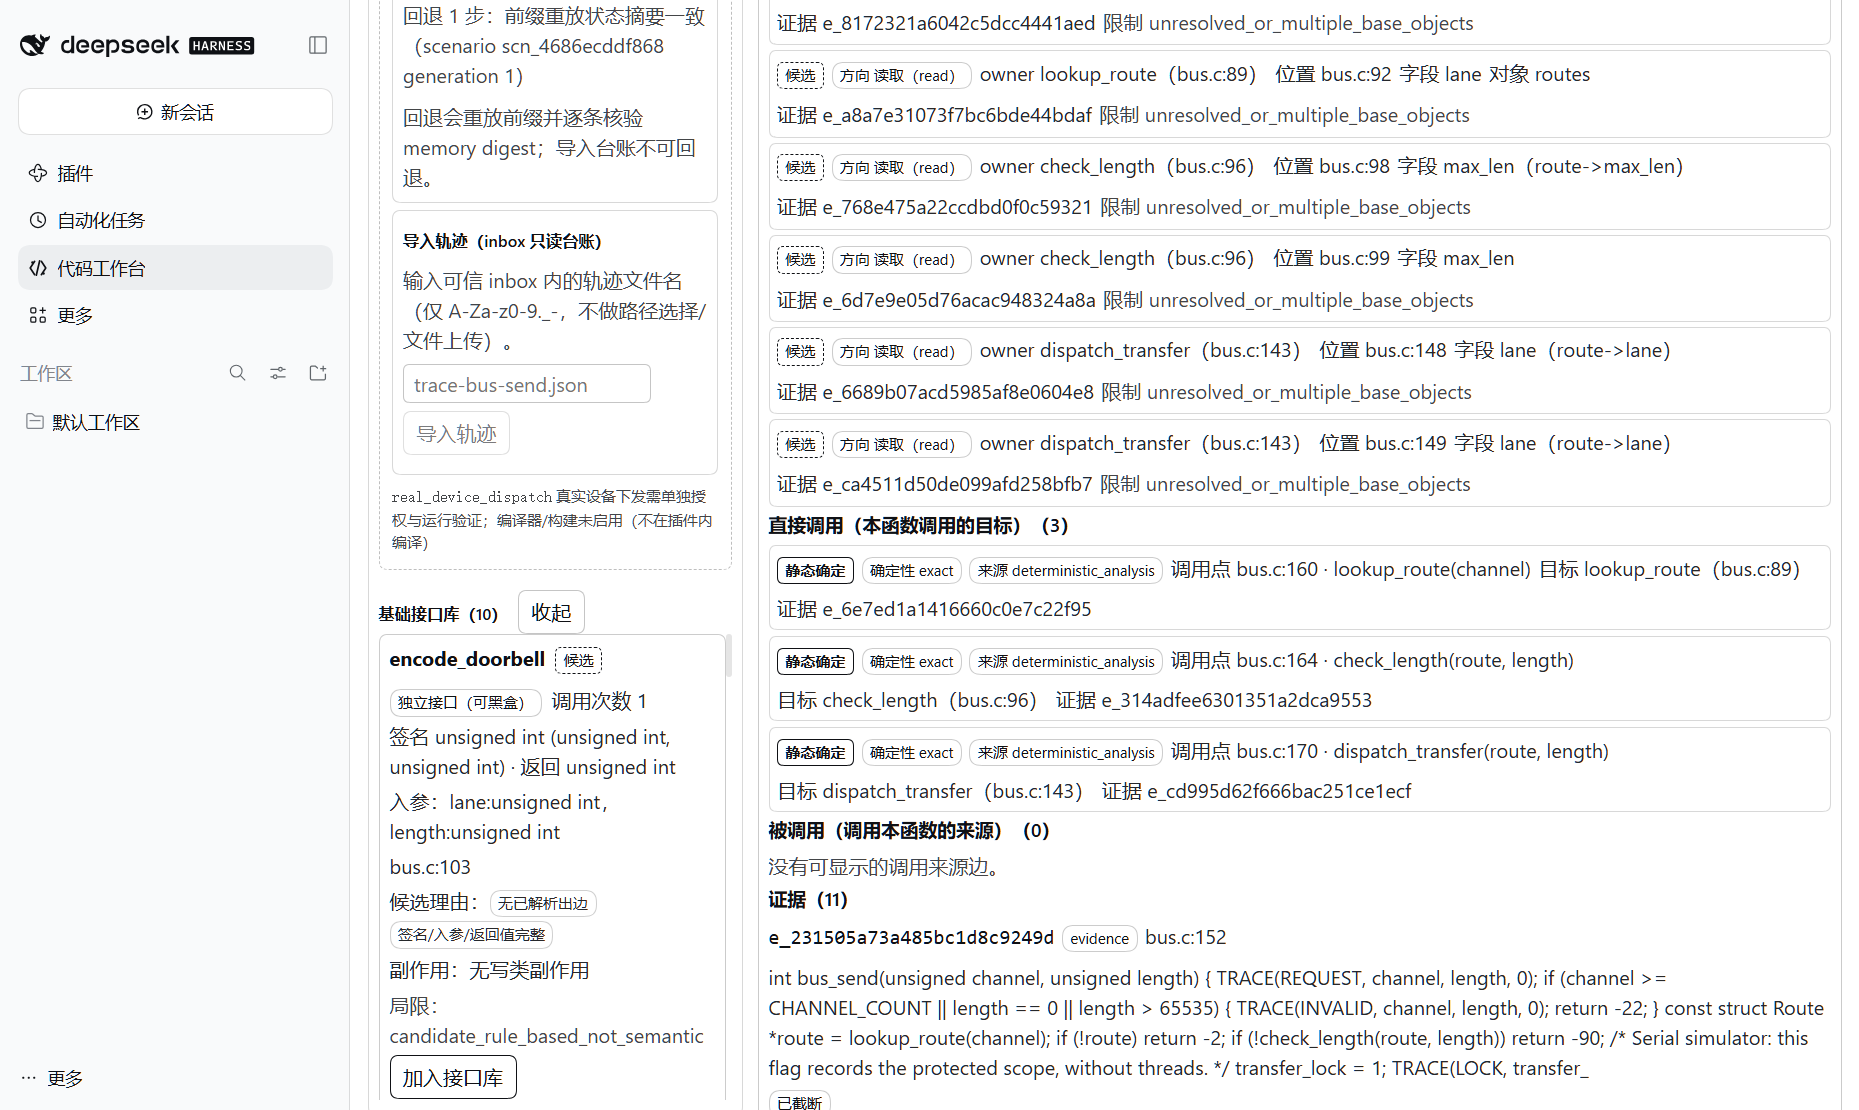 deepseek HARNESS
新会话
插件
自动化任务
代码工作台
更多
工作区
默认工作区
更多
回退 1 步：前缀重放状态摘要一致
（scenario scn_4686ecddf868
generation 1）
回退会重放前缀并逐条核验
memory digest；导入台账不可回
退。
导入轨迹（inbox 只读台账）
输入可信 inbox 内的轨迹文件名
（仅 A-Za-z0-9._-，不做路径选择/
文件上传）。
trace-bus-send.json
导入轨迹
real_device_dispatch 真实设备下发需单独授
权与运行验证；编译器/构建未启用（不在插件内
编译）
基础接口库（10） 收起
encode_doorbell 候选
独立接口（可黑盒） 调用次数 1
签名 unsigned int (unsigned int,
unsigned int) · 返回 unsigned int
入参：lane:unsigned int，
length:unsigned int
bus.c:103
候选理由： 无已解析出边
签名/入参/返回值完整
副作用：无写类副作用
局限：
candidate_rule_based_not_semantic
加入接口库
证据 e_8172321a6042c5dcc4441aed 限制 unresolved_or_multiple_base_objects
候选 方向 读取（read） owner lookup_route（bus.c:89） 位置 bus.c:92 字段 lane 对象 routes
证据 e_a8a7e31073f7bc6bde44bdaf 限制 unresolved_or_multiple_base_objects
候选 方向 读取（read） owner check_length（bus.c:96） 位置 bus.c:98 字段 max_len（route->max_len）
证据 e_768e475a22ccdbd0f0c59321 限制 unresolved_or_multiple_base_objects
候选 方向 读取（read） owner check_length（bus.c:96） 位置 bus.c:99 字段 max_len
证据 e_6d7e9e05d76acac948324a8a 限制 unresolved_or_multiple_base_objects
候选 方向 读取（read） owner dispatch_transfer（bus.c:143） 位置 bus.c:148 字段 lane（route->lane）
证据 e_6689b07acd5985af8e0604e8 限制 unresolved_or_multiple_base_objects
候选 方向 读取（read） owner dispatch_transfer（bus.c:143） 位置 bus.c:149 字段 lane（route->lane）
证据 e_ca4511d50de099afd258bfb7 限制 unresolved_or_multiple_base_objects
直接调用（本函数调用的目标）（3）
静态确定 确定性 exact 来源 deterministic_analysis 调用点 bus.c:160 · lookup_route(channel) 目标 lookup_route（bus.c:89）
证据 e_6e7ed1a1416660c0e7c22f95
静态确定 确定性 exact 来源 deterministic_analysis 调用点 bus.c:164 · check_length(route, length)
目标 check_length（bus.c:96） 证据 e_314adfee6301351a2dca9553
静态确定 确定性 exact 来源 deterministic_analysis 调用点 bus.c:170 · dispatch_transfer(route, length)
目标 dispatch_transfer（bus.c:143） 证据 e_cd995d62f666bac251ce1ecf
被调用（调用本函数的来源）（0）
没有可显示的调用来源边。
证据（11）
e_231505a73a485bc1d8c9249d evidence bus.c:152
int bus_send(unsigned channel, unsigned length) { TRACE(REQUEST, channel, length, 0); if (channel >=
CHANNEL_COUNT || length == 0 || length > 65535) { TRACE(INVALID, channel, length, 0); return -22; } const struct Route
*route = lookup_route(channel); if (!route) return -2; if (!check_length(route, length)) return -90; /* Serial simulator: this
flag records the protected scope, without threads. */ transfer_lock = 1; TRACE(LOCK, transfer_
已截断